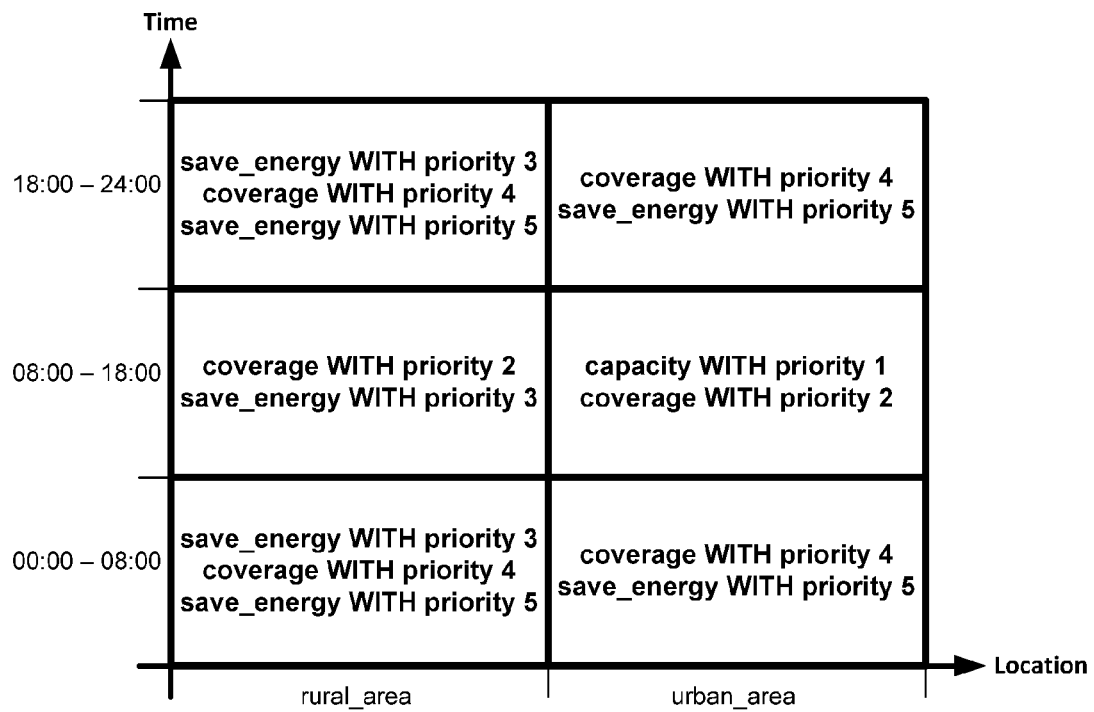 Time
18:00 – 24:00
save_energy WITH priority 3
coverage WITH priority 4
save_energy WITH priority 5
coverage WITH priority 4
save_energy WITH priority 5
08:00 – 18:00
coverage WITH priority 2
save_energy WITH priority 3
capacity WITH priority 1
coverage WITH priority 2
00:00 – 08:00
save_energy WITH priority 3
coverage WITH priority 4
save_energy WITH priority 5
coverage WITH priority 4
save_energy WITH priority 5
Location
rural_area
urban_area